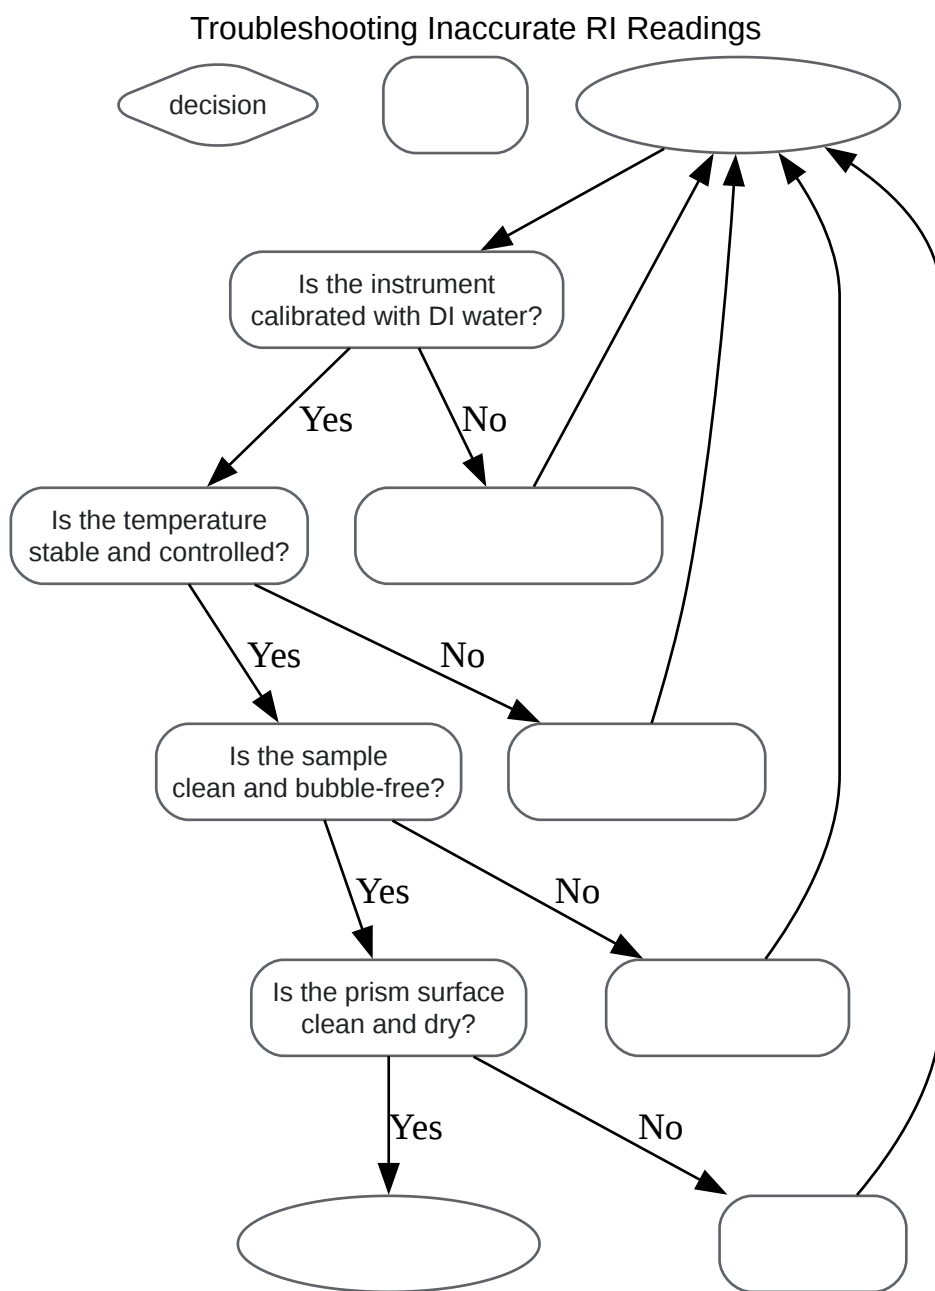 Troubleshooting Inaccurate RI Readings
decision
Is the instrument
calibrated with DI water?
Yes
No
Is the temperature
stable and controlled?
Yes
No
Is the sample
clean and bubble-free?
Yes
No
Is the prism surface
clean and dry?
Yes
No